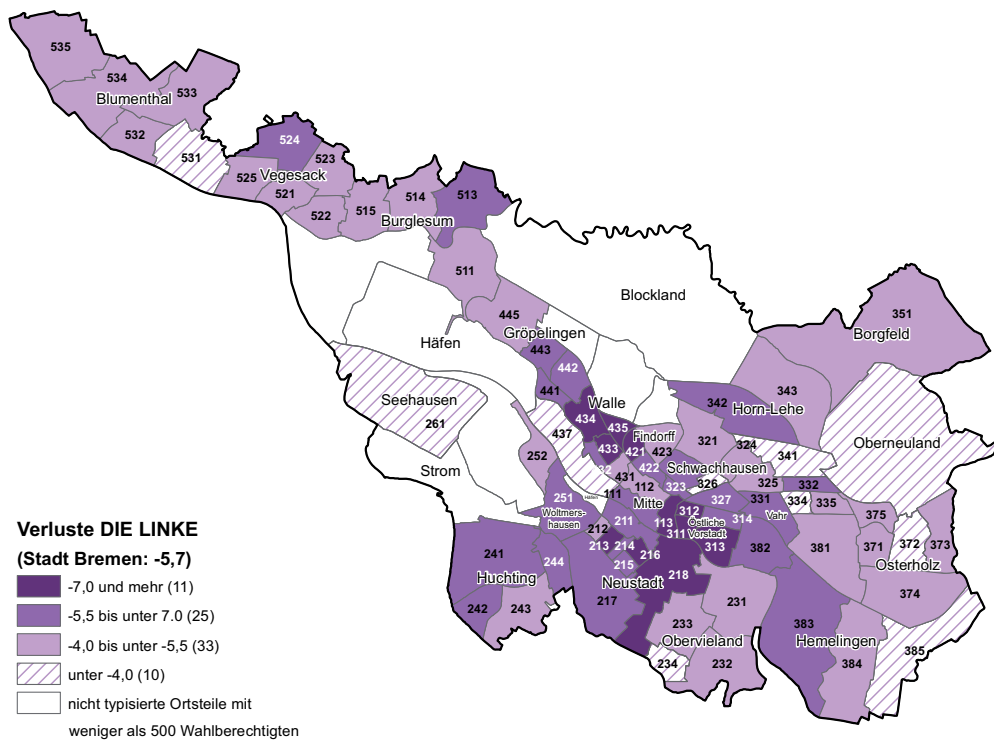 535
534
533
Blumenthal
532
531
524
523
Vegesack
525
521
522
515
514
513
Burglesum
511
Blockland
445
Gröpelingen
Häfen
443
442
441
351
Borgfeld
343
342
Horn-Lehe
Seehausen
261
Walle
434
435
437
433
421
Findorff
423
321
324
341
Oberneuland
252
32
431
422
Schwachhausen
326
325
332
Strom
251
Häfen
111
112
323
327
331
334
335
Woltmers-
hausen
Mitte
312
Vahr
375
212
211
113
Östliche
Vorstadt
314
311
213
214
216
313
382
381
371
372
373
Osterholz
241
244
215
Huchting
Neustadt
218
374
217
242
243
231
233
383
Obervieland
Hemelingen
234
232
384
385
Verluste DIE LINKE
(Stadt Bremen: -5,7)
-7,0 und mehr (11)
-5,5 bis unter 7.0 (25)
-4,0 bis unter -5,5 (33)
unter -4,0 (10)
nicht typisierte Ortsteile mit
weniger als 500 Wahlberechtigten